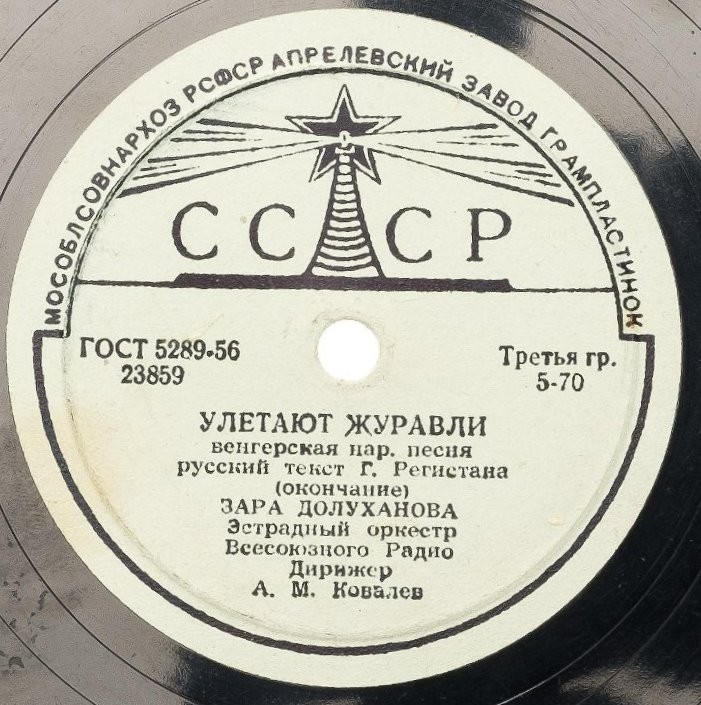 МОСОБЛСОВНАРХОЗ РСФСР АПРЕЛЕВСКИЙ ЗАВОД ГРАМПЛАСТИНОК
СССР
ГОСТ 5289-56
23859
Третья гр.
5-70
УЛЕТАЮТ ЖУРАВЛИ
венгерская нар. песня
русский текст Г. Регистана
(окончание)
ЗАРА ДОЛУХАНОВА
Эстрадный оркестр
Всесоюзного Радио
Дирижер
А. М. Ковалев